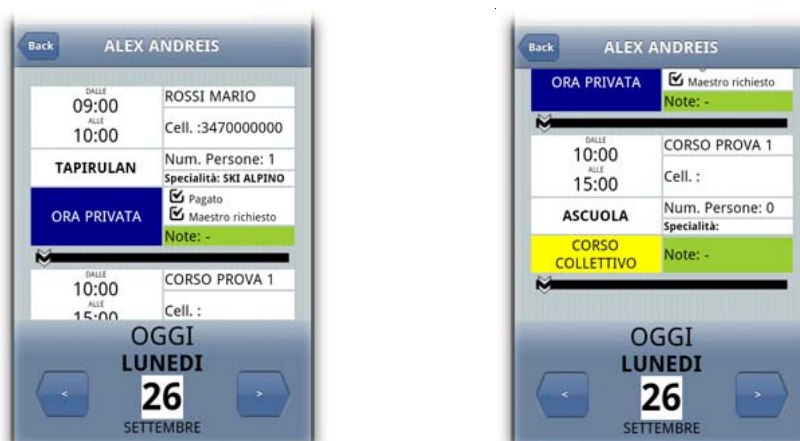 Back
ALEX ANDREIS
DALLE
09:00
ALLE
10:00
ROSSI MARIO
Cell. :3470000000
TAPIRULAN
Num. Persone: 1
Specialità: SKI ALPINO
ORA PRIVATA
Pagato
Maestro richiesto
Note: -
DALLE
10:00
ALLE
15:00
CORSO PROVA 1
Cell. :
OGGI
LUNEDI
<
26
>
SETTEMBRE
Back
ALEX ANDREIS
ORA PRIVATA
Maestro richiesto
Note: -
DALLE
10:00
ALLE
15:00
CORSO PROVA 1
Cell. :
ASCUOLA
Num. Persone: 0
Specialità:
CORSO
COLLETTIVO
Note: -
OGGI
LUNEDI
<
26
>
SETTEMBRE